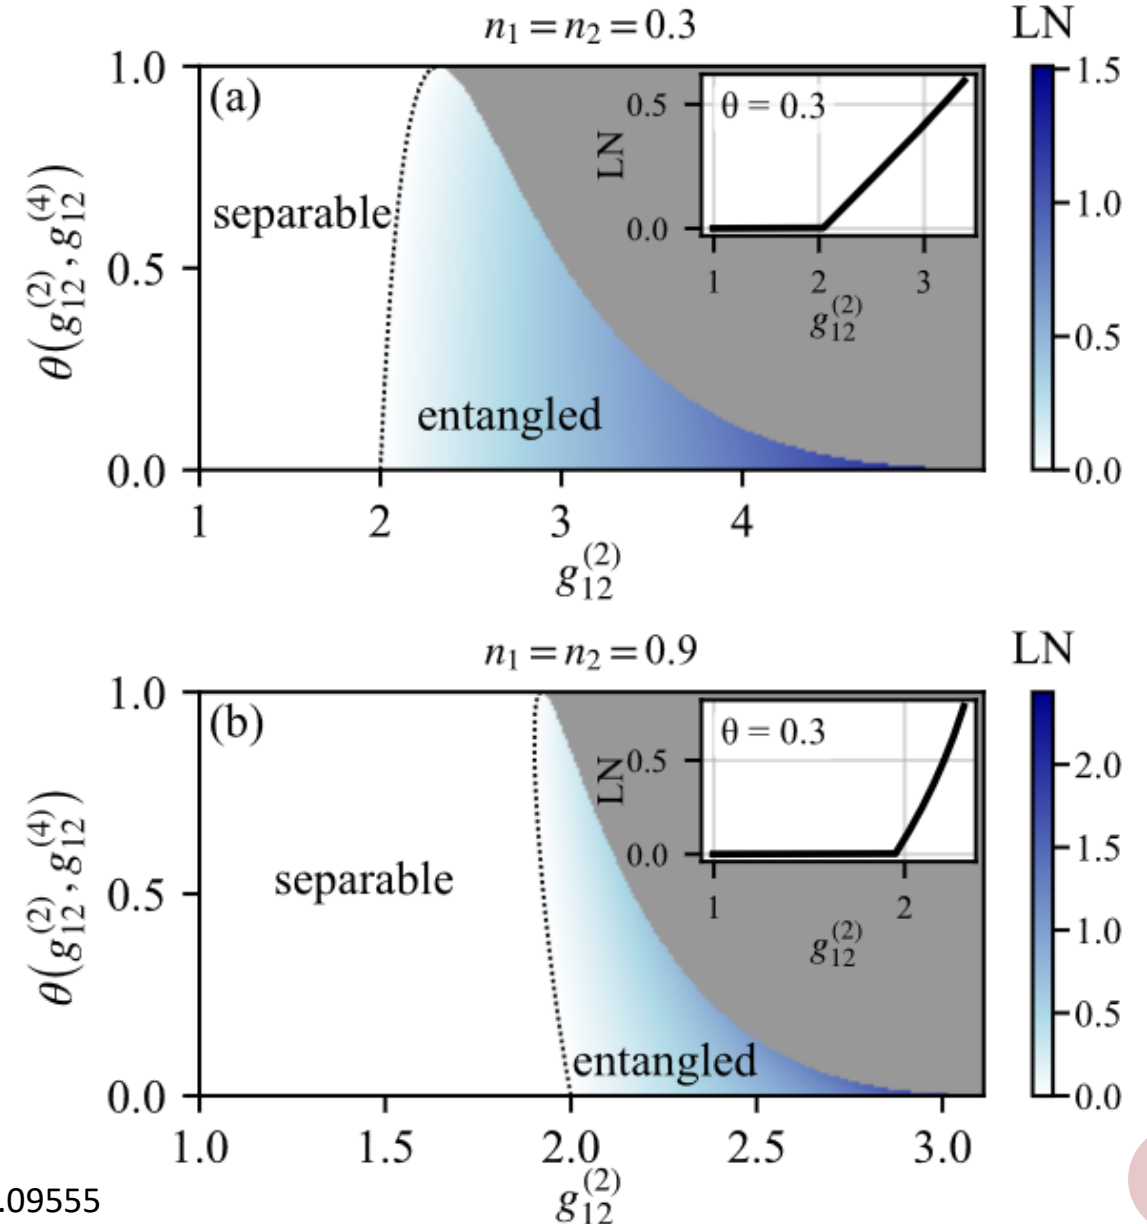 n₁ = n₂ = 0.3
LN
(a)
θ(g₁₂⁽²⁾, g₁₂⁽⁴⁾)
1.0
0.5
0.0
separable
entangled
θ = 0.3
LN
0.5
0.0
1 2 3
g₁₂⁽²⁾
1.5
1.0
0.5
0.0
1 2 3 4
g₁₂⁽²⁾
n₁ = n₂ = 0.9
LN
(b)
θ(g₁₂⁽²⁾, g₁₂⁽⁴⁾)
1.0
0.5
0.0
separable
entangled
θ = 0.3
LN
0.5
0.0
1 2
g₁₂⁽²⁾
2.0
1.5
1.0
0.5
0.0
1.0 1.5 2.0 2.5 3.0
g₁₂⁽²⁾
.09555